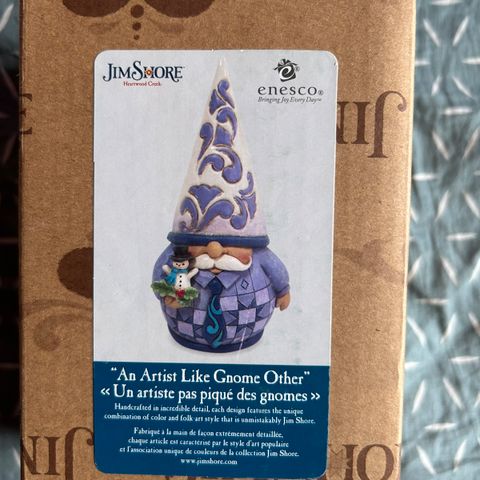 JIM SHORE
Heartwood Creek
enesco®
Bringing Joy Every Day™
"An Artist Like Gnome Other"
« Un artiste pas piqué des gnomes »
Handcrafted in incredible detail, each design features the unique
combination of color and folk art style that is unmistakably Jim Shore.
Fabriqué à la main de façon extrêmement détaillée,
chaque article est caractérisé par le style d'art populaire
et l'association unique de couleurs de la collection Jim Shore.
www.jimshore.com